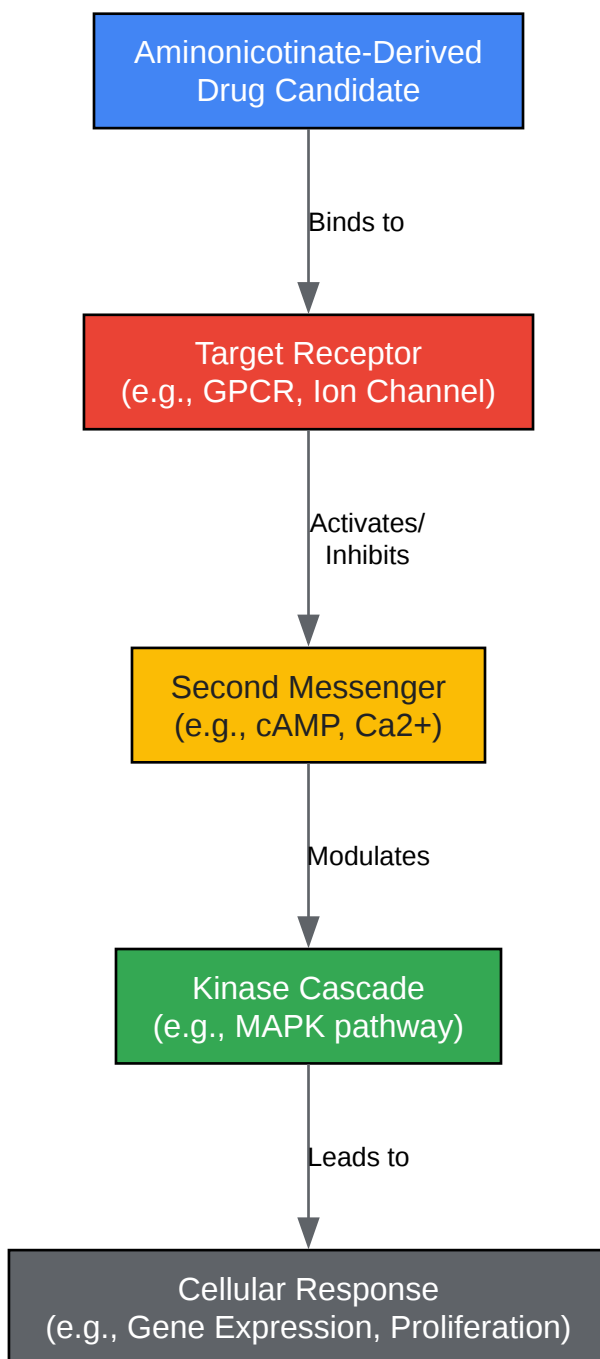 Aminonicotinate-Derived
Drug Candidate
Binds to
Target Receptor
(e.g., GPCR, Ion Channel)
Activates/
Inhibits
Second Messenger
(e.g., cAMP, Ca2+)
Modulates
Kinase Cascade
(e.g., MAPK pathway)
Leads to
Cellular Response
(e.g., Gene Expression, Proliferation)